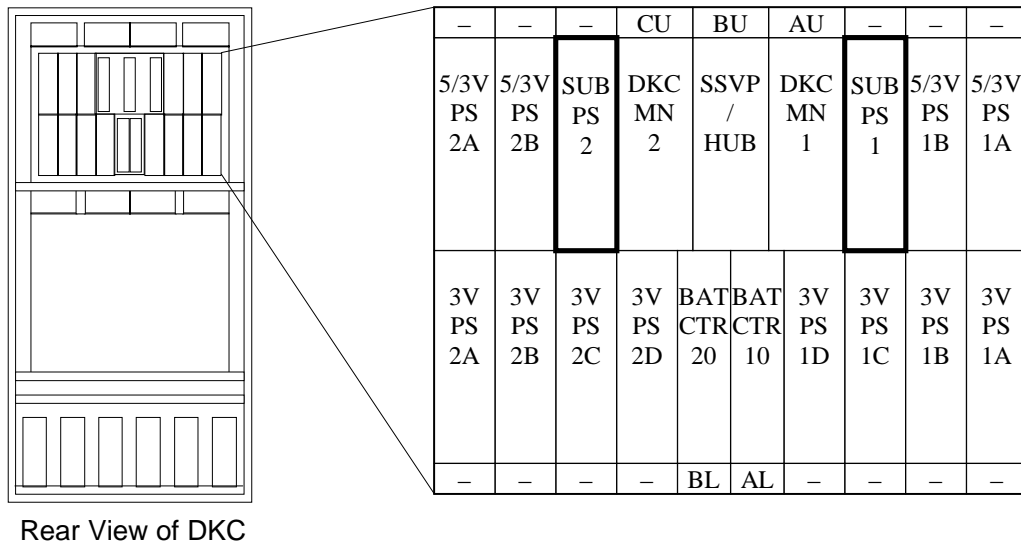 – – – CU BU AU – – –
5/3V PS 2A
5/3V PS 2B
SUB PS 2
DKC MN 2
SSVP / HUB
DKC MN 1
SUB PS 1
5/3V PS 1B
5/3V PS 1A
3V PS 2A
3V PS 2B
3V PS 2C
3V PS 2D
BAT CTR 20
BAT CTR 10
3V PS 1D
3V PS 1C
3V PS 1B
3V PS 1A
– – – – BL AL – – – –
Rear View of DKC